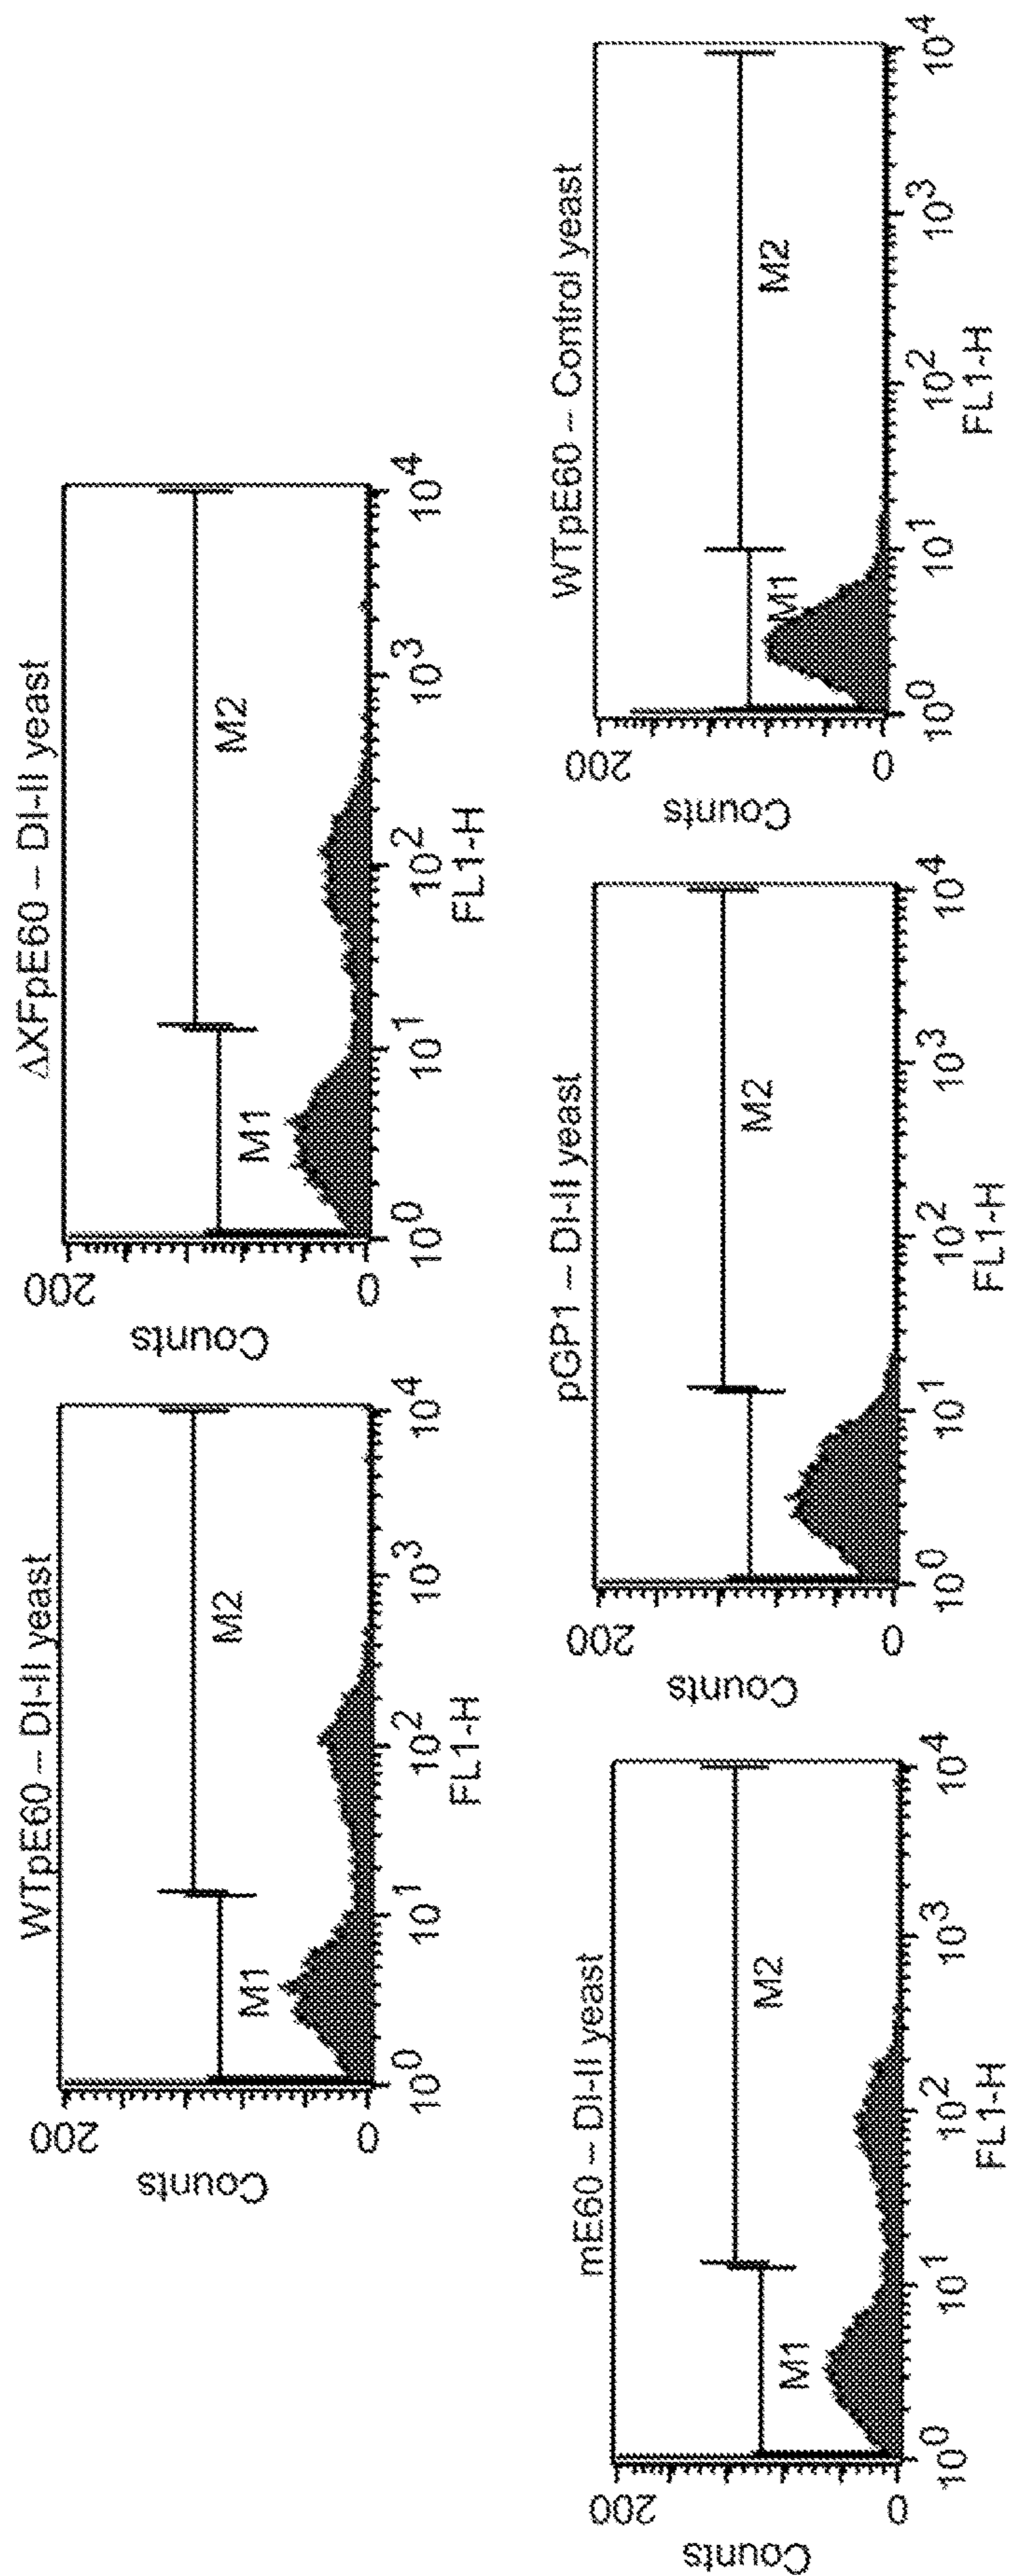 WTpE60 – DI-II yeast
200
0
Counts
M1
M2
10^0
10^1
10^2
10^3
10^4
FL1-H
ΔXFpE60 – DI-II yeast
200
0
Counts
M1
M2
10^0
10^1
10^2
10^3
10^4
FL1-H
mE60 – DI-II yeast
200
0
Counts
M1
M2
10^0
10^1
10^2
10^3
10^4
FL1-H
pGP1 – DI-II yeast
200
0
Counts
M2
10^0
10^1
10^2
10^3
10^4
FL1-H
WTpE60 – Control yeast
200
0
Counts
M1
M2
10^0
10^1
10^2
10^3
10^4
FL1-H